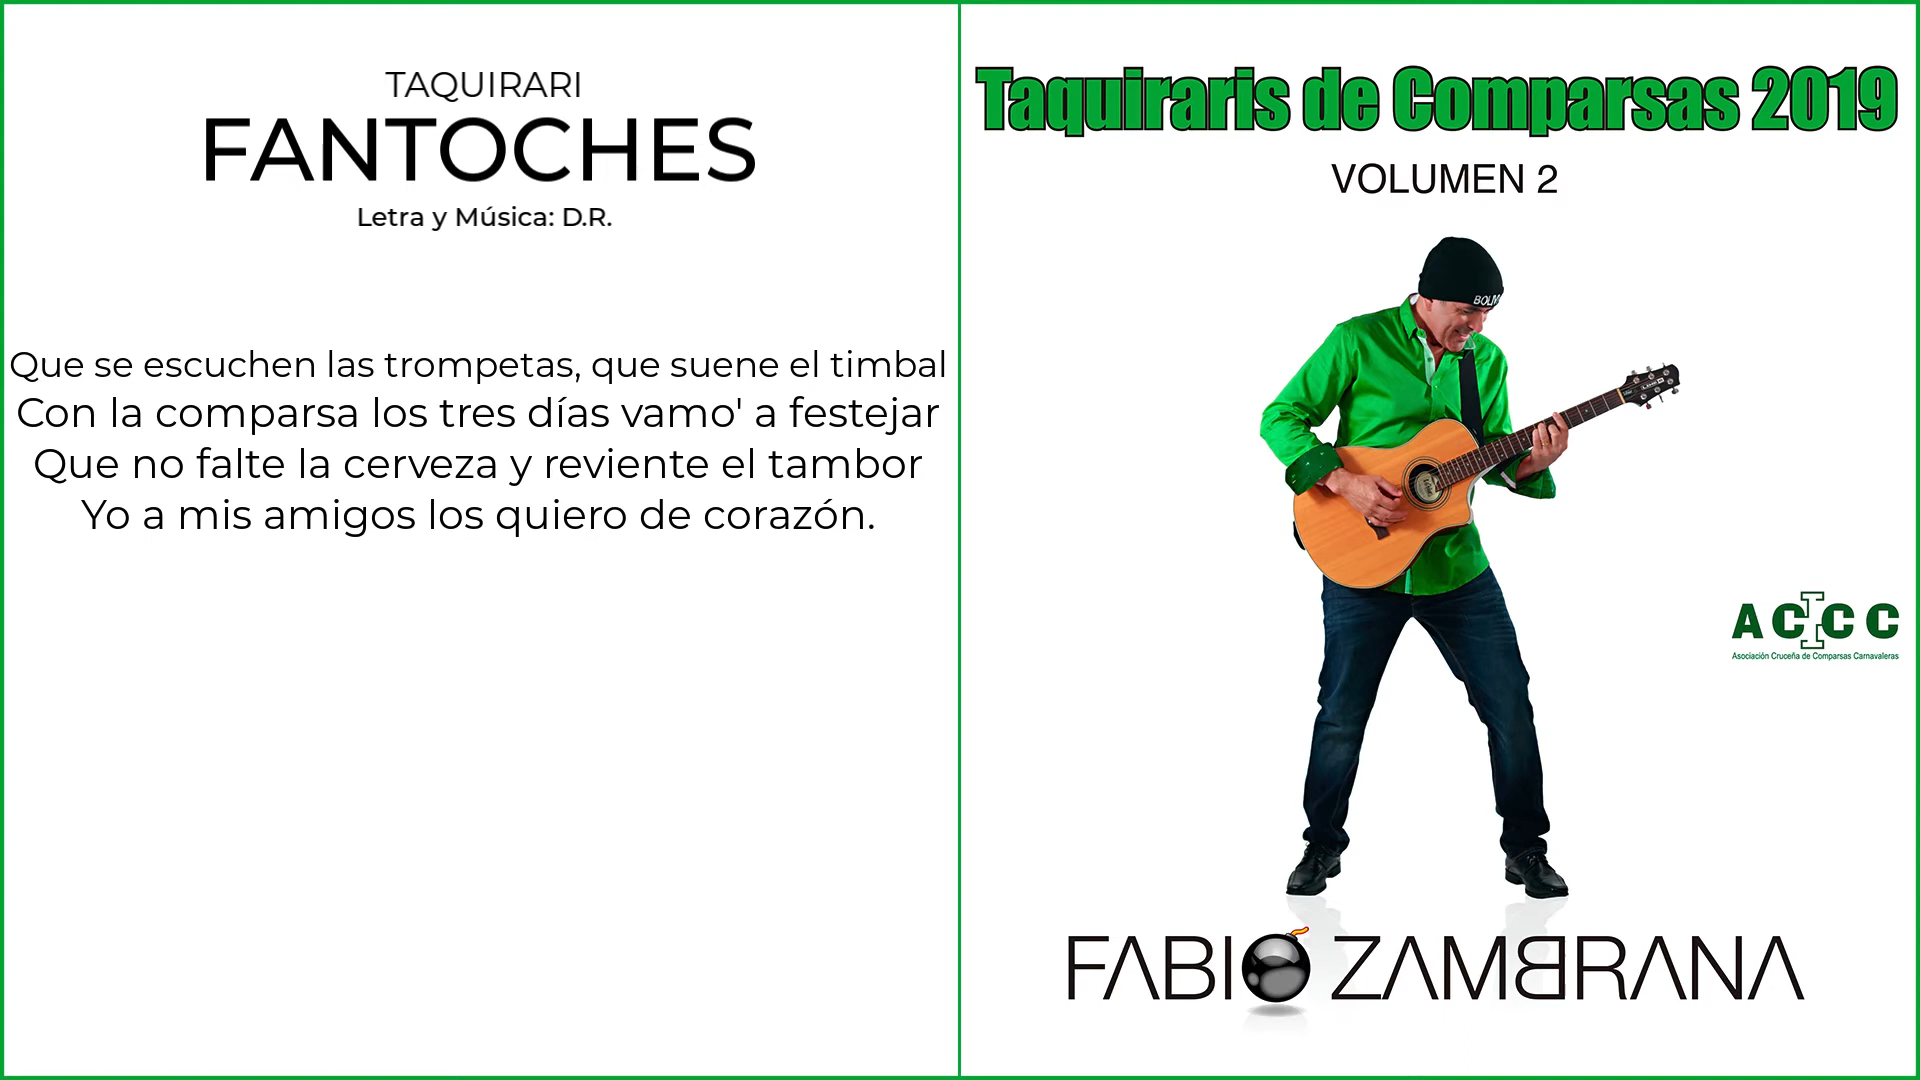 TAQUIRARI
FANTOCHES
Letra y Música: D.R.
Que se escuchen las trompetas, que suene el timbal
Con la comparsa los tres días vamo' a festejar
Que no falte la cerveza y reviente el tambor
Yo a mis amigos los quiero de corazón.
Taquiraris de Comparsas 2019
VOLUMEN 2
BOLIV
ACCC
Asociación Cruceña de Comparsas Carnavaleras
FABIO ZAMBRANA